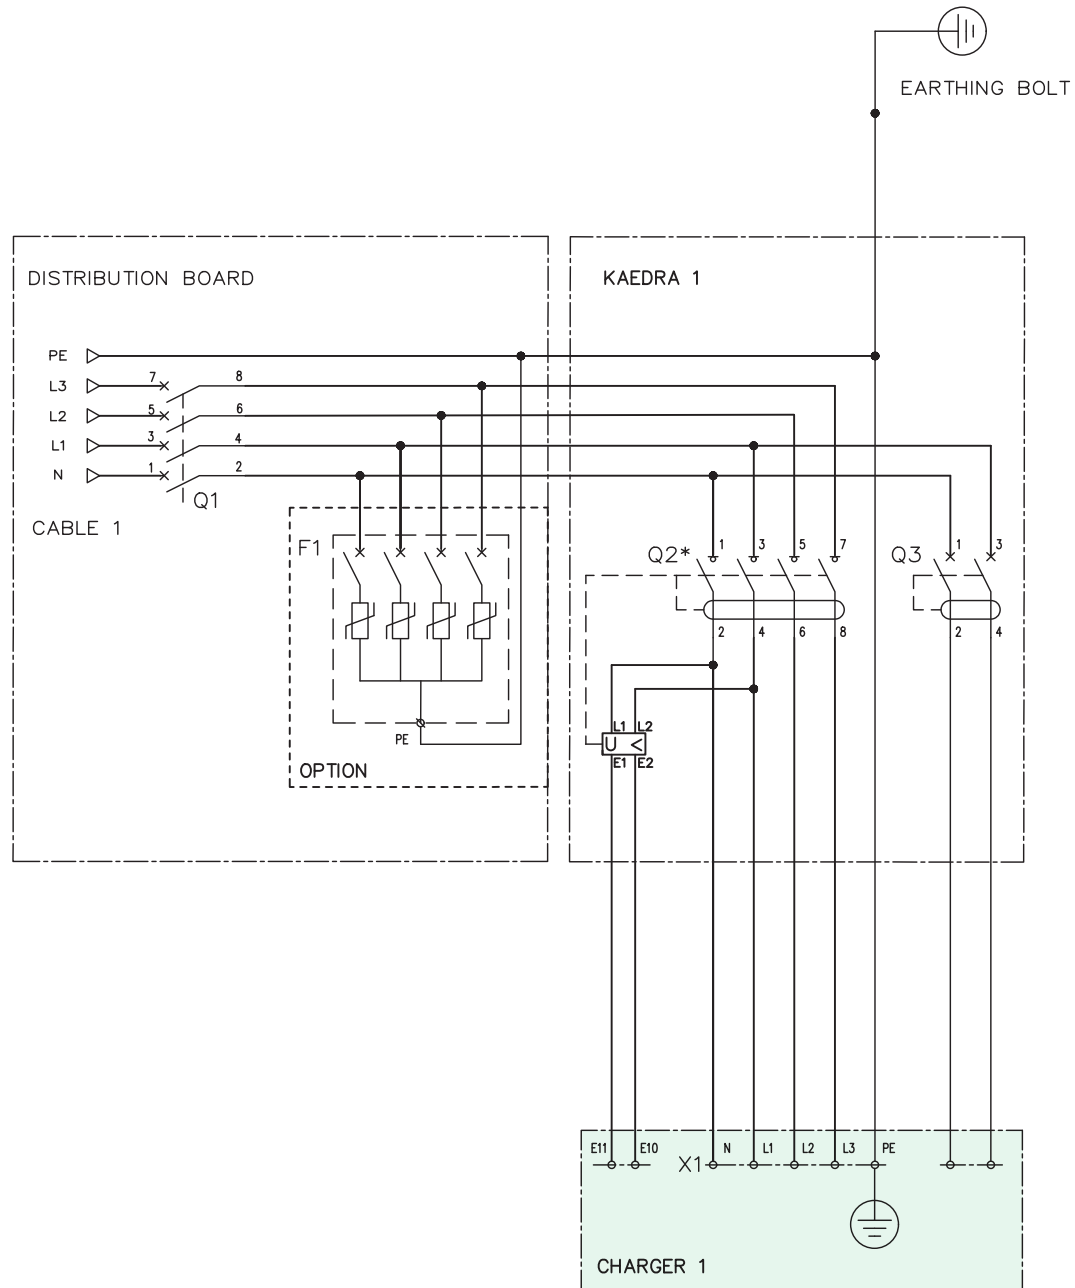 EARTHING BOLT
DISTRIBUTION BOARD
KAEDRA 1
PE
L3 7 8
L2 5 6
L1 3 4
N 1 2
Q1
CABLE 1
F1
Q2* 1 3 5 7
Q3 1 3
2 4 6 8
2 4
PE
OPTION
L1 L2
U <
E1 E2
E11 E10 N L1 L2 L3 PE
X1
CHARGER 1